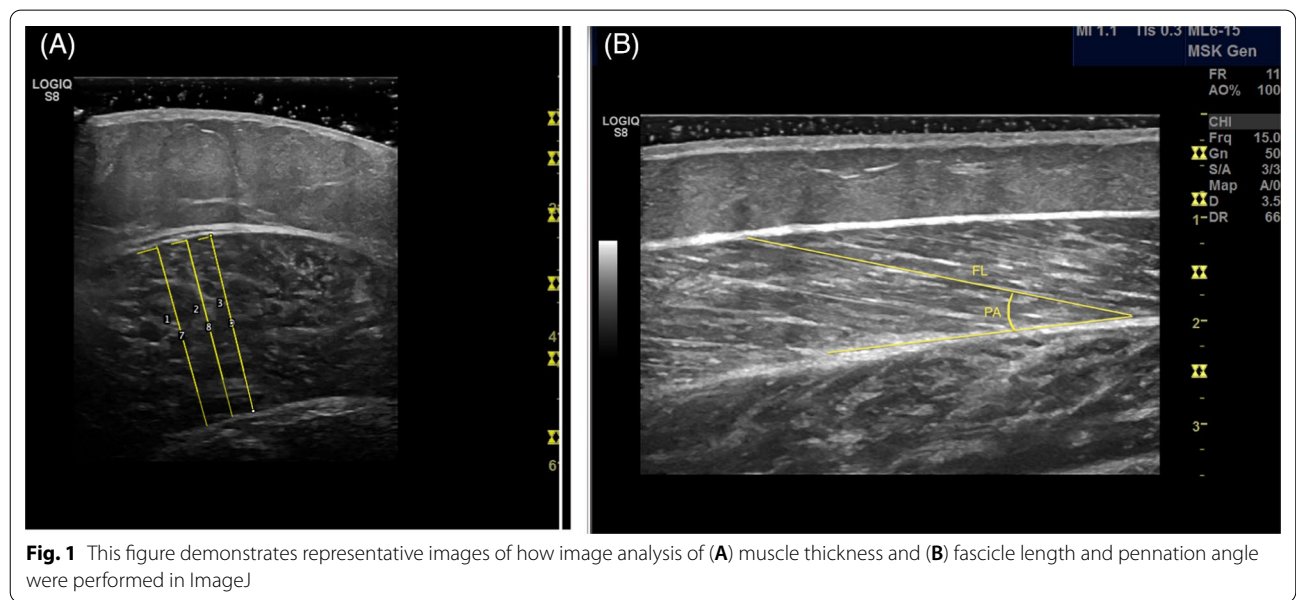 (A)
LOGIQ
S8
1
7
2
8
3
9
2
4
6
(B)
MI 1.1 TIs 0.3 ML6-15
MSK Gen
FR 11
AO% 100
LOGIQ
S8
CHI
Frq 15.0
Gn 50
S/A 3/3
Map A/0
D 3.5
DR 66
1
2
3
FL
PA
Fig. 1 This figure demonstrates representative images of how image analysis of (A) muscle thickness and (B) fascicle length and pennation angle
were performed in ImageJ